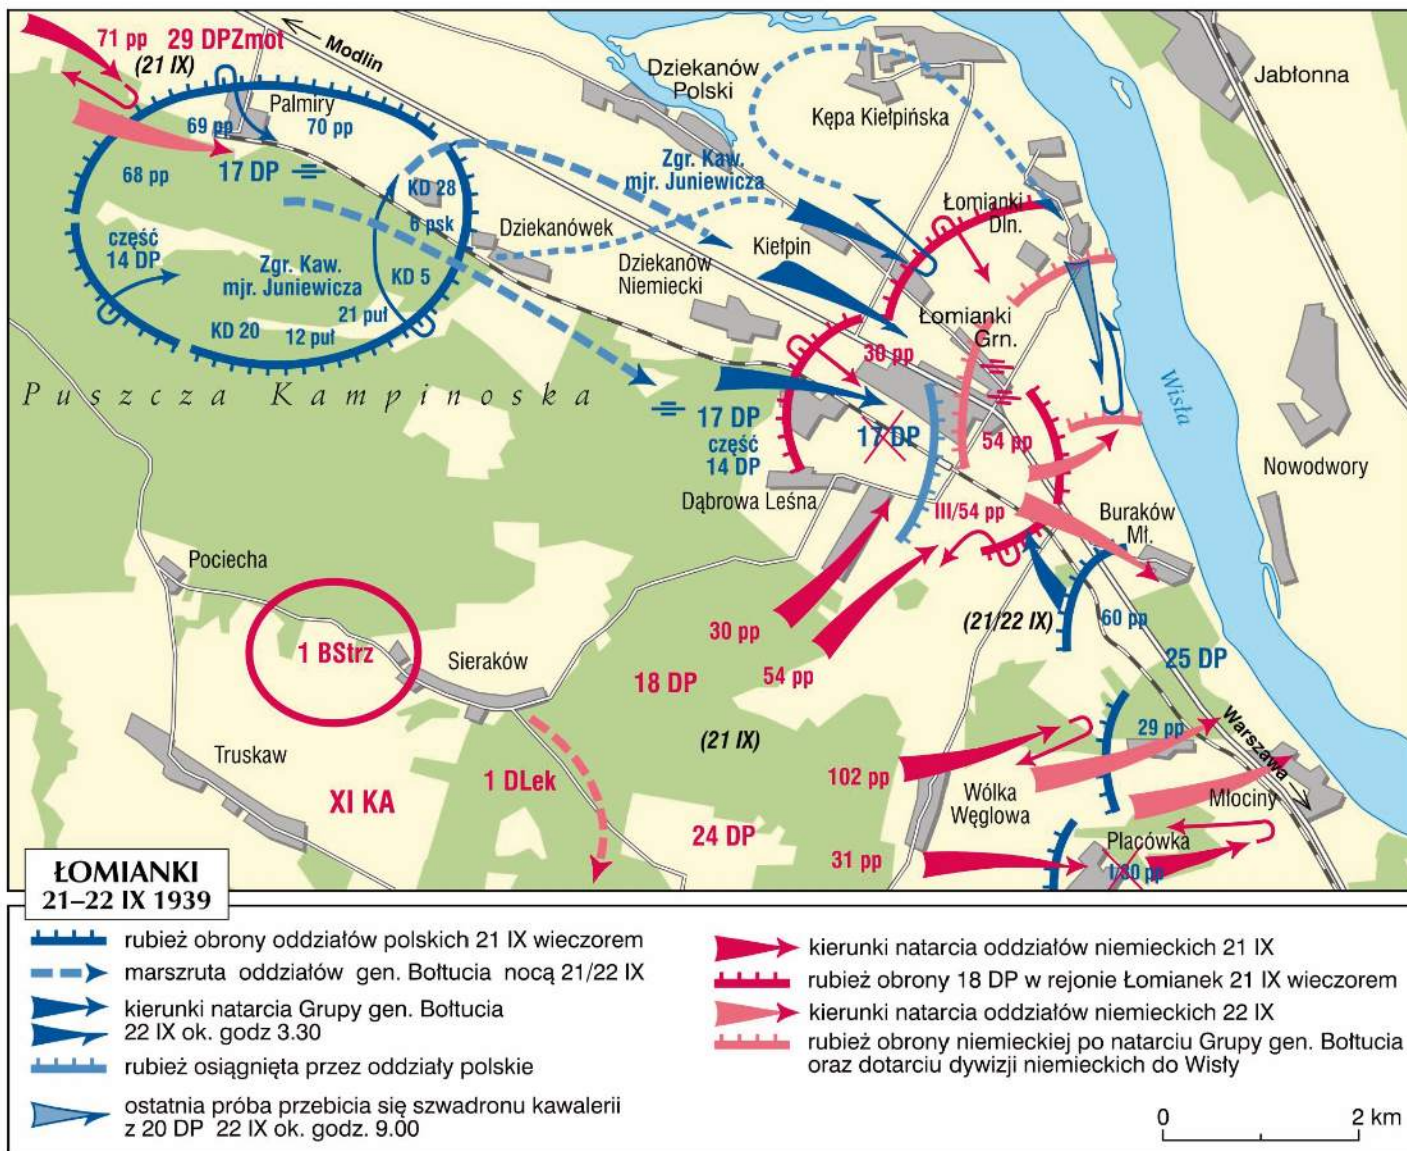 71 pp
29 DPZmot
(21 IX)
Modlin
Palmiry
69 pp
70 pp
68 pp
17 DP
KD 28
6 psk
część
14 DP
Zgr. Kaw.
mjr. Juniewicza
KD 5
21 puł
KD 20
12 puł
Puszcza Kampinoska
Dziekanów
Polski
Kępa Kiełpińska
Jabłonna
Zgr. Kaw.
mjr. Juniewicza
Łomianki
Dln.
Dziekanówek
Kiełpin
Dziekanów
Niemiecki
Łomianki
Grn.
30 pp
Wisła
17 DP
część
14 DP
17 DP
54 pp
Nowodwory
Dąbrowa Leśna
III/54 pp
Buraków
Mł.
Pociecha
(21/22 IX)
60 pp
30 pp
1 BStrz
Sieraków
25 DP
18 DP
54 pp
(21 IX)
29 pp
Warszawa
Truskaw
102 pp
1 DLek
XI KA
Wólka
Węglowa
Młociny
24 DP
Placówka
31 pp
I/30 pp
ŁOMIANKI
21–22 IX 1939
rubież obrony oddziałów polskich 21 IX wieczorem
marszruta oddziałów gen. Bołtucia nocą 21/22 IX
kierunki natarcia Grupy gen. Bołtucia
22 IX ok. godz 3.30
rubież osiągnięta przez oddziały polskie
ostatnia próba przebicia się szwadronu kawalerii
z 20 DP 22 IX ok. godz. 9.00
kierunki natarcia oddziałów niemieckich 21 IX
rubież obrony 18 DP w rejonie Łomianek 21 IX wieczorem
kierunki natarcia oddziałów niemieckich 22 IX
rubież obrony niemieckiej po natarciu Grupy gen. Bołtucia
oraz dotarciu dywizji niemieckich do Wisły
0 2 km